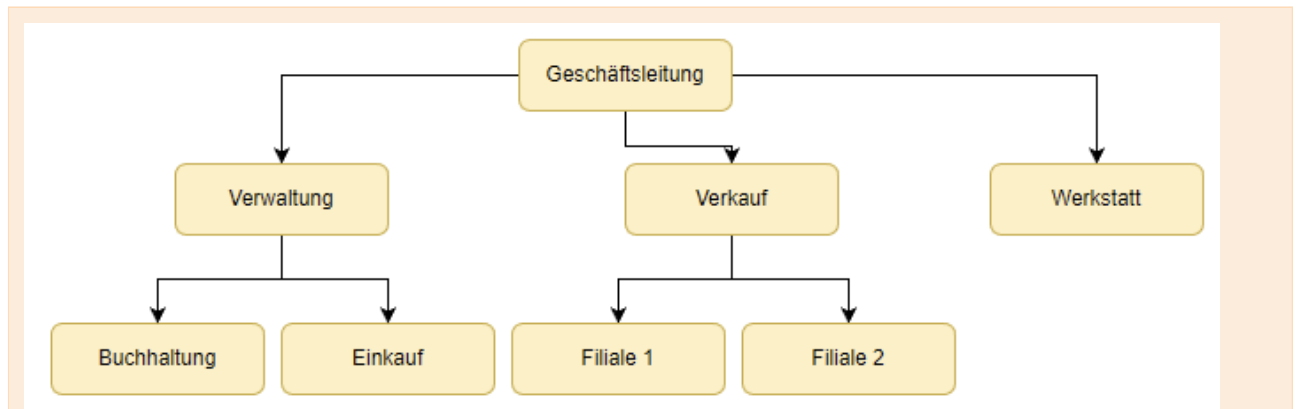 Geschäftsleitung
Verwaltung
Verkauf
Werkstatt
Buchhaltung
Einkauf
Filiale 1
Filiale 2